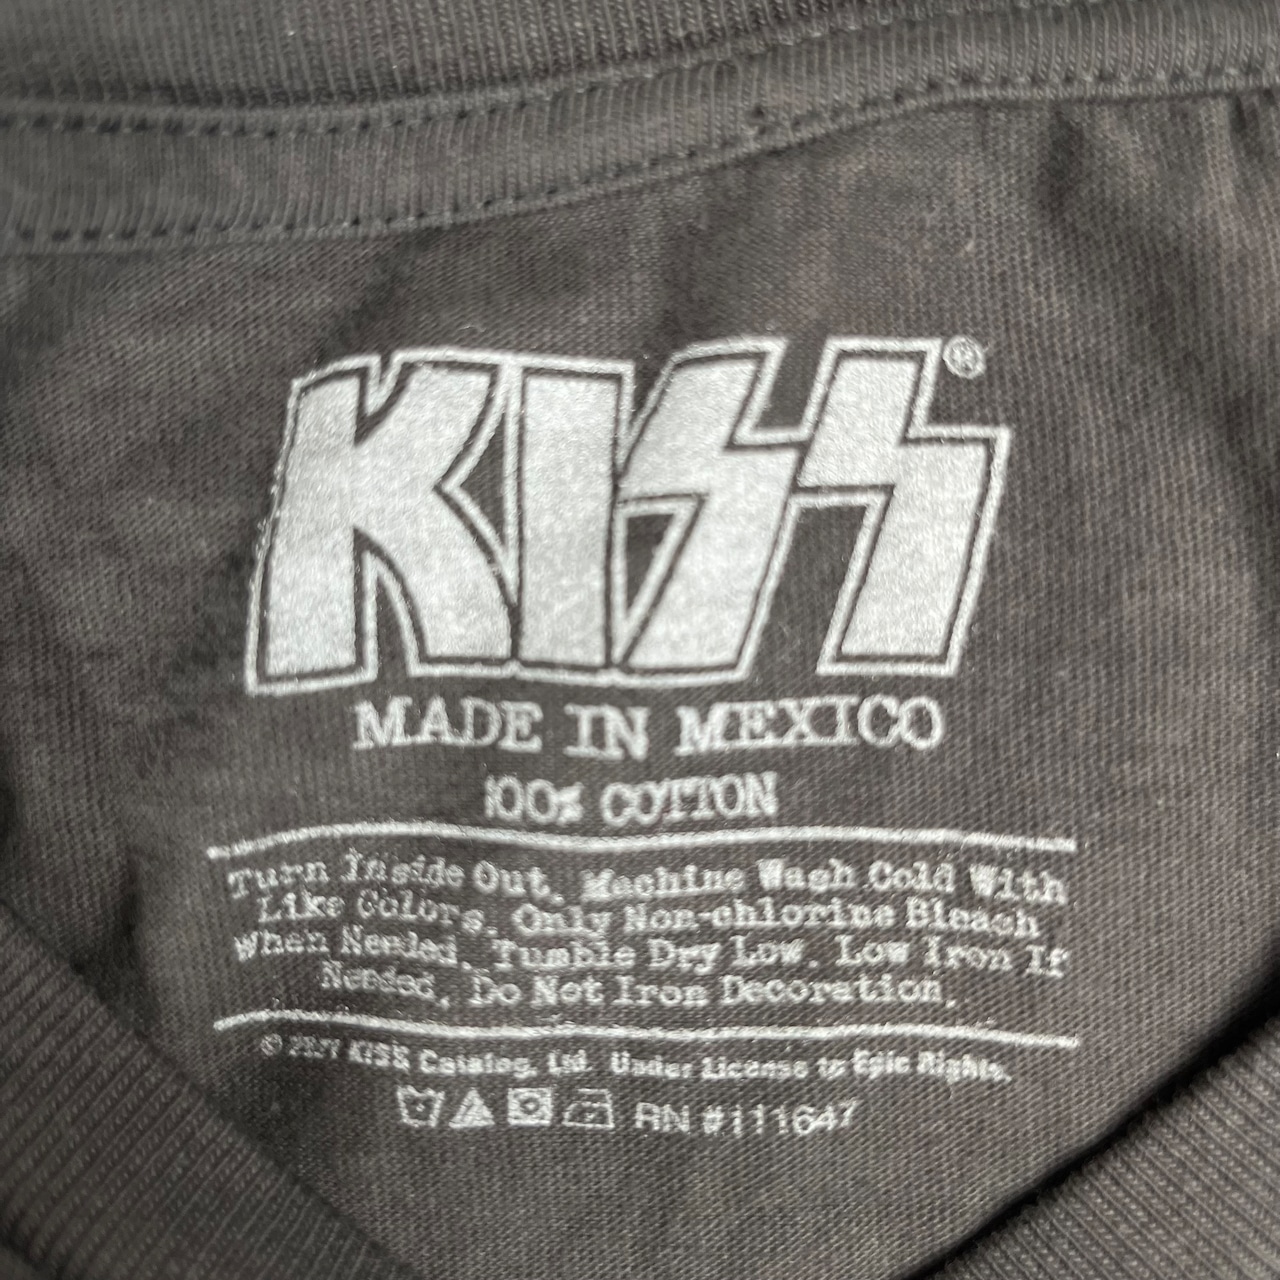 KISS®
MADE IN MEXICO
100% COTTON
Turn Inside Out. Machine Wash Cold With
Like Colors. Only Non-chlorine Bleach
When Needed. Tumble Dry Low. Low Iron If
Needed. Do Not Iron Decoration.
© 2017 KISS Catalog, Ltd. Under License to Epic Rights.
RN #111647